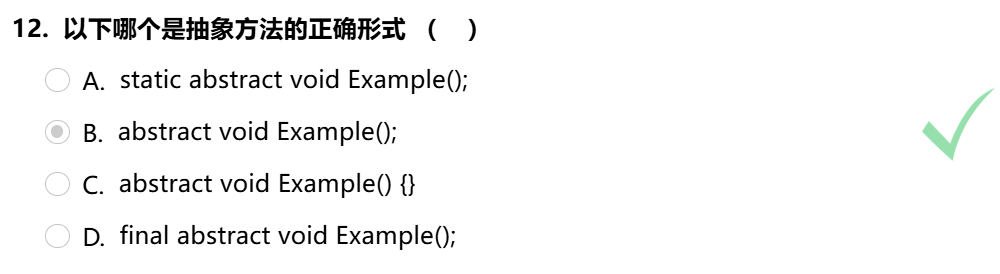 12. 以下哪个是抽象方法的正确形式 （ ）
A. static abstract void Example();
B. abstract void Example();
C. abstract void Example() {}
D. final abstract void Example();